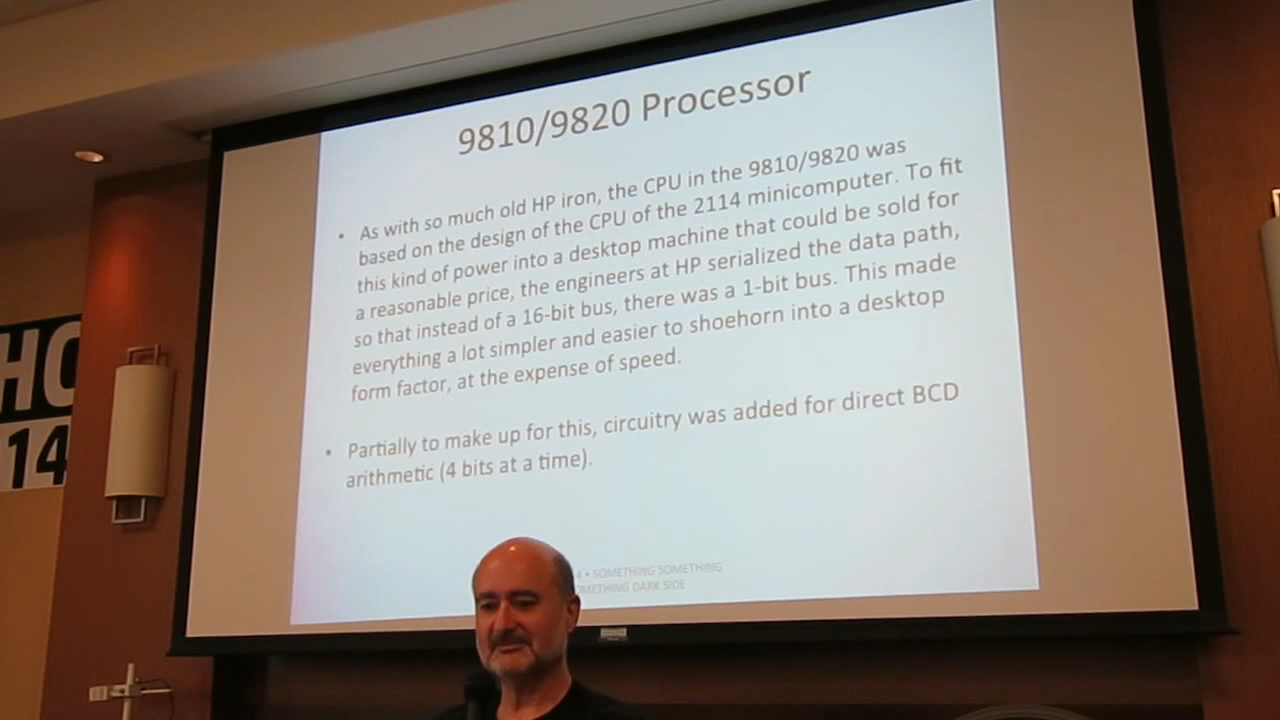 9810/9820 Processor
• As with so much old HP iron, the CPU in the 9810/9820 was
based on the design of the CPU of the 2114 minicomputer. To fit
this kind of power into a desktop machine that could be sold for
a reasonable price, the engineers at HP serialized the data path,
so that instead of a 16-bit bus, there was a 1-bit bus. This made
everything a lot simpler and easier to shoehorn into a desktop
form factor, at the expense of speed.
• Partially to make up for this, circuitry was added for direct BCD
arithmetic (4 bits at a time).
4 • SOMETHING SOMETHING
OMETHING DARK SIDE
HC
14